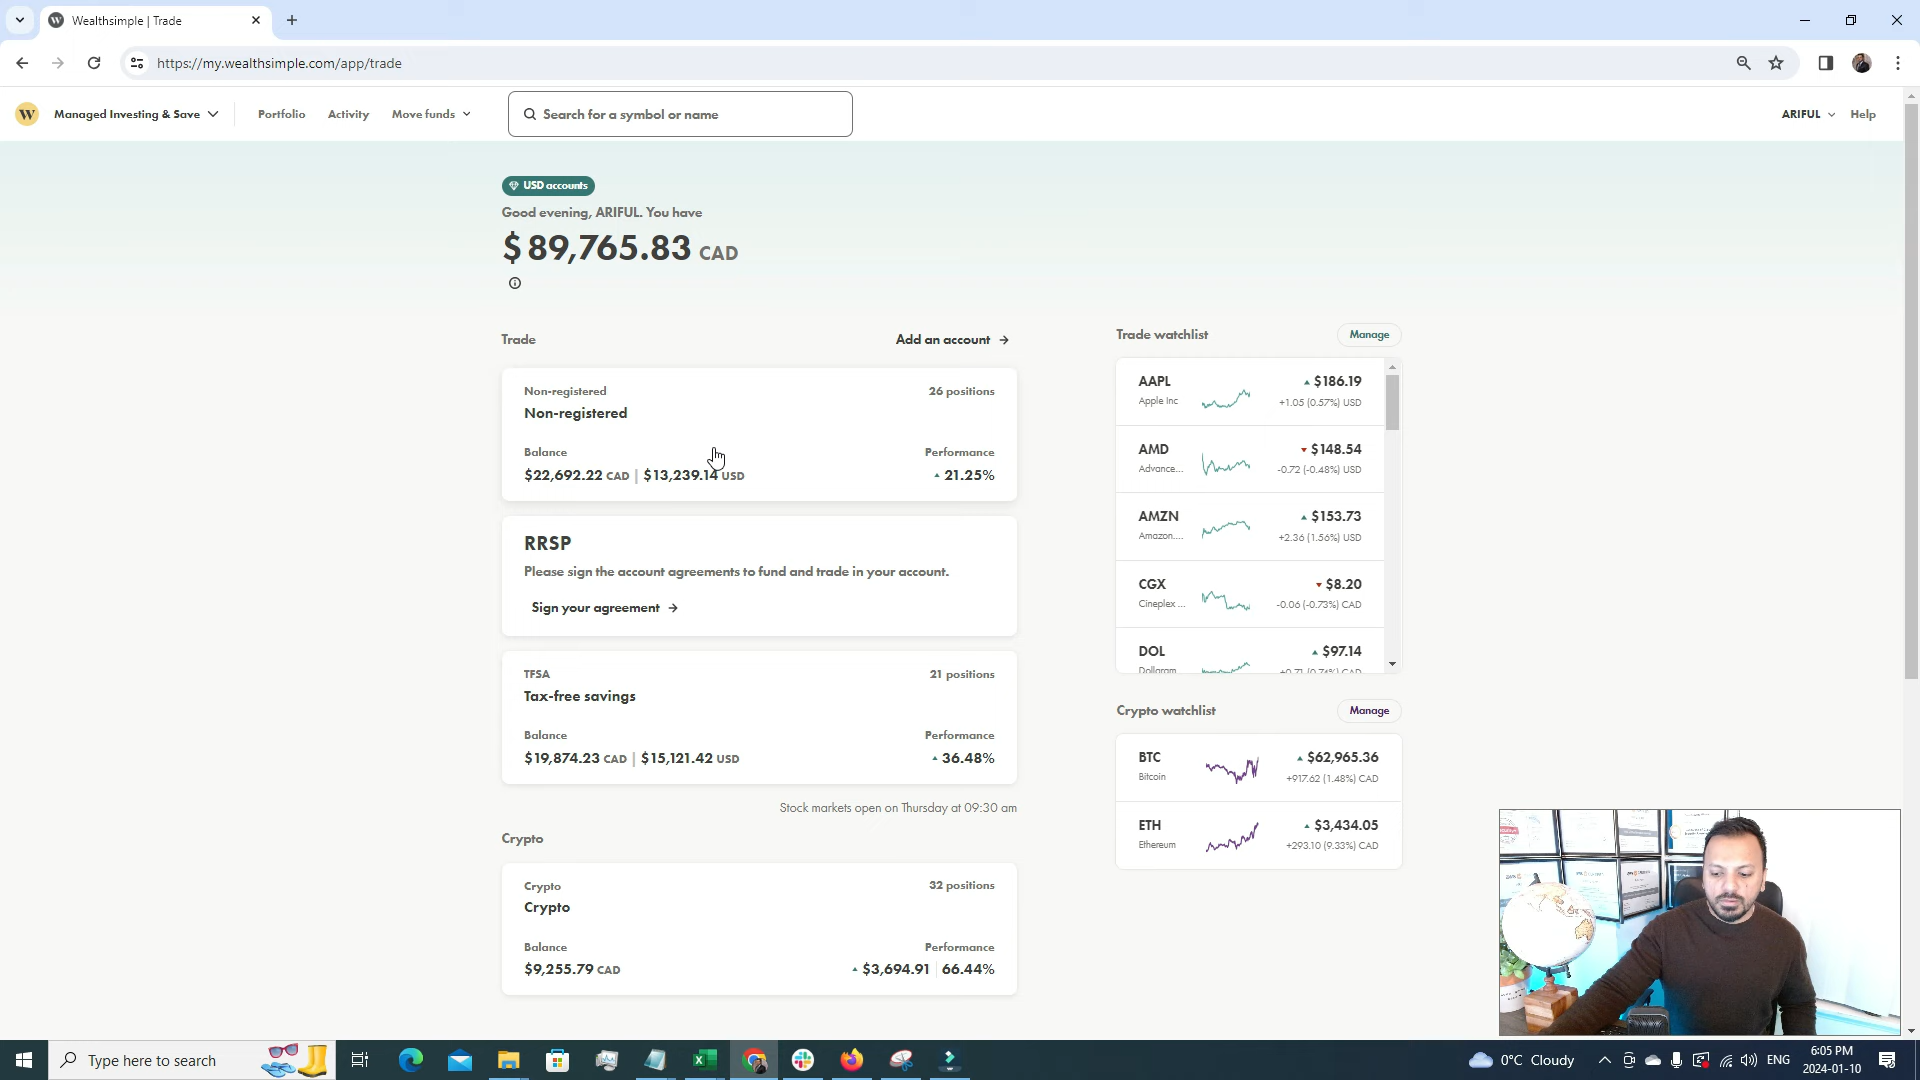 Wealthsimple | Trade
https://my.wealthsimple.com/app/trade
W Managed Investing & Save Portfolio Activity Move funds Search for a symbol or name ARIFUL Help
USD accounts
Good evening, ARIFUL. You have
$89,765.83 CAD
Trade Add an account →
Non-registered 26 positions
Non-registered
Balance Performance
$22,692.22 CAD | $13,239.14 USD 21.25%
RRSP
Please sign the account agreements to fund and trade in your account.
Sign your agreement →
TFSA 21 positions
Tax-free savings
Balance Performance
$19,874.23 CAD | $15,121.42 USD 36.48%
Stock markets open on Thursday at 09:30 am
Crypto
Crypto 32 positions
Crypto
Balance Performance
$9,255.79 CAD $3,694.91 66.44%
Trade watchlist Manage
AAPL $186.19
Apple Inc +1.05 (0.57%) USD
AMD $148.54
Advance... -0.72 (-0.48%) USD
AMZN $153.73
Amazon.... +2.36 (1.56%) USD
CGX $8.20
Cineplex ... -0.06 (-0.73%) CAD
DOL $97.14
Dollaram +0.71 (0.74%) CAD
Crypto watchlist Manage
BTC $62,965.36
Bitcoin +917.62 (1.48%) CAD
ETH $3,434.05
Ethereum +293.10 (9.33%) CAD
Type here to search
0°C Cloudy
ENG
6:05 PM
2024-01-10